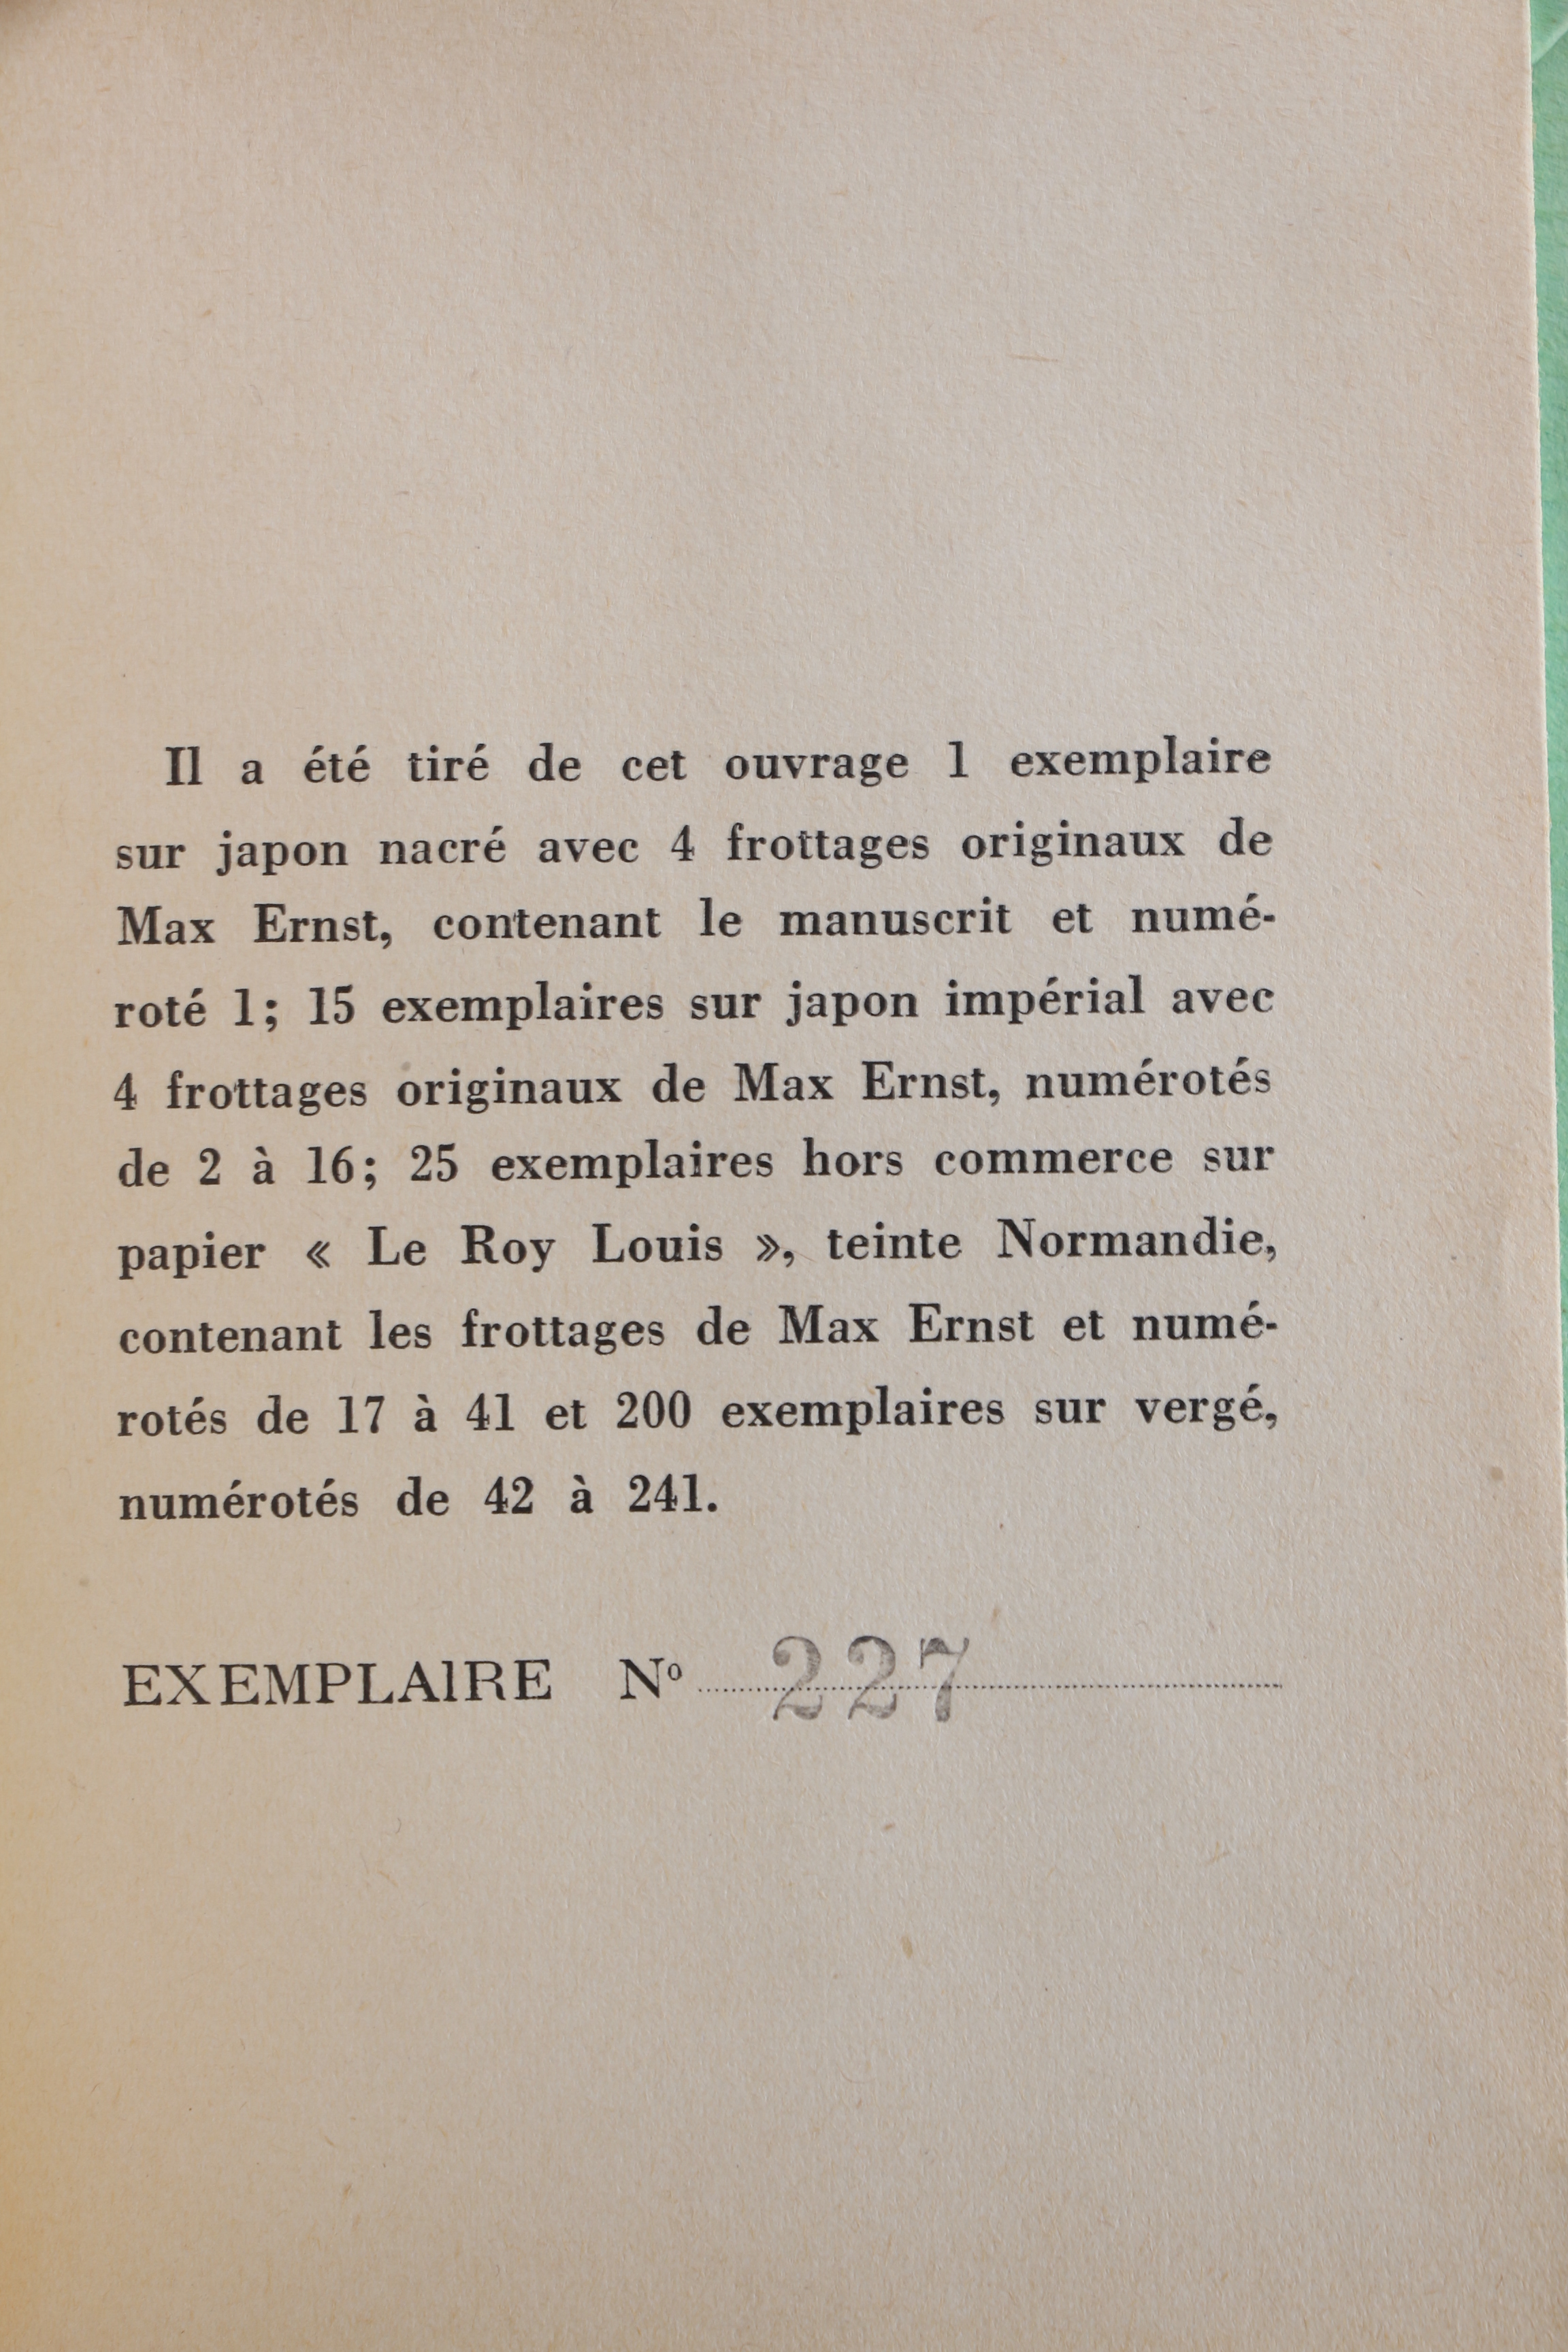 Il a été tiré de cet ouvrage 1 exemplaire
sur japon nacré avec 4 frottages originaux de
Max Ernst, contenant le manuscrit et numé-
roté 1; 15 exemplaires sur japon impérial avec
4 frottages originaux de Max Ernst, numérotés
de 2 à 16; 25 exemplaires hors commerce sur
papier « Le Roy Louis », teinte Normandie,
contenant les frottages de Max Ernst et numé-
rotés de 17 à 41 et 200 exemplaires sur vergé,
numérotés de 42 à 241.
EXEMPLAIRE Nº 227